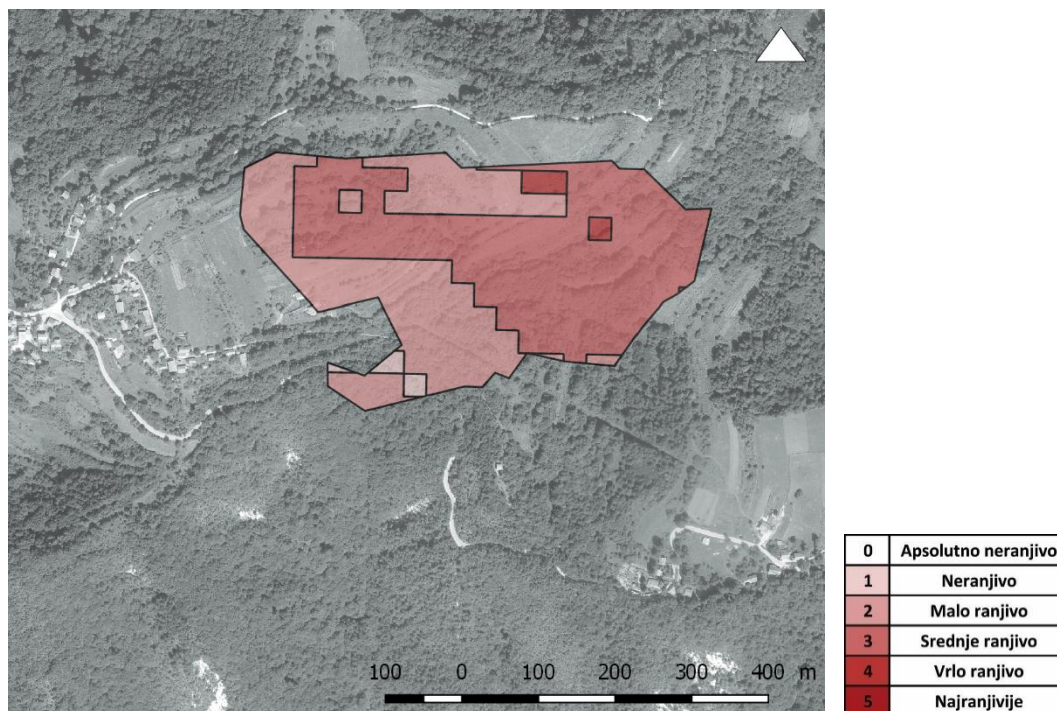 100 0 100 200 300 400 m
0 Apsolutno neranjivo
1 Neranjivo
2 Malo ranjivo
3 Srednje ranjivo
4 Vrlo ranjivo
5 Najranjivije